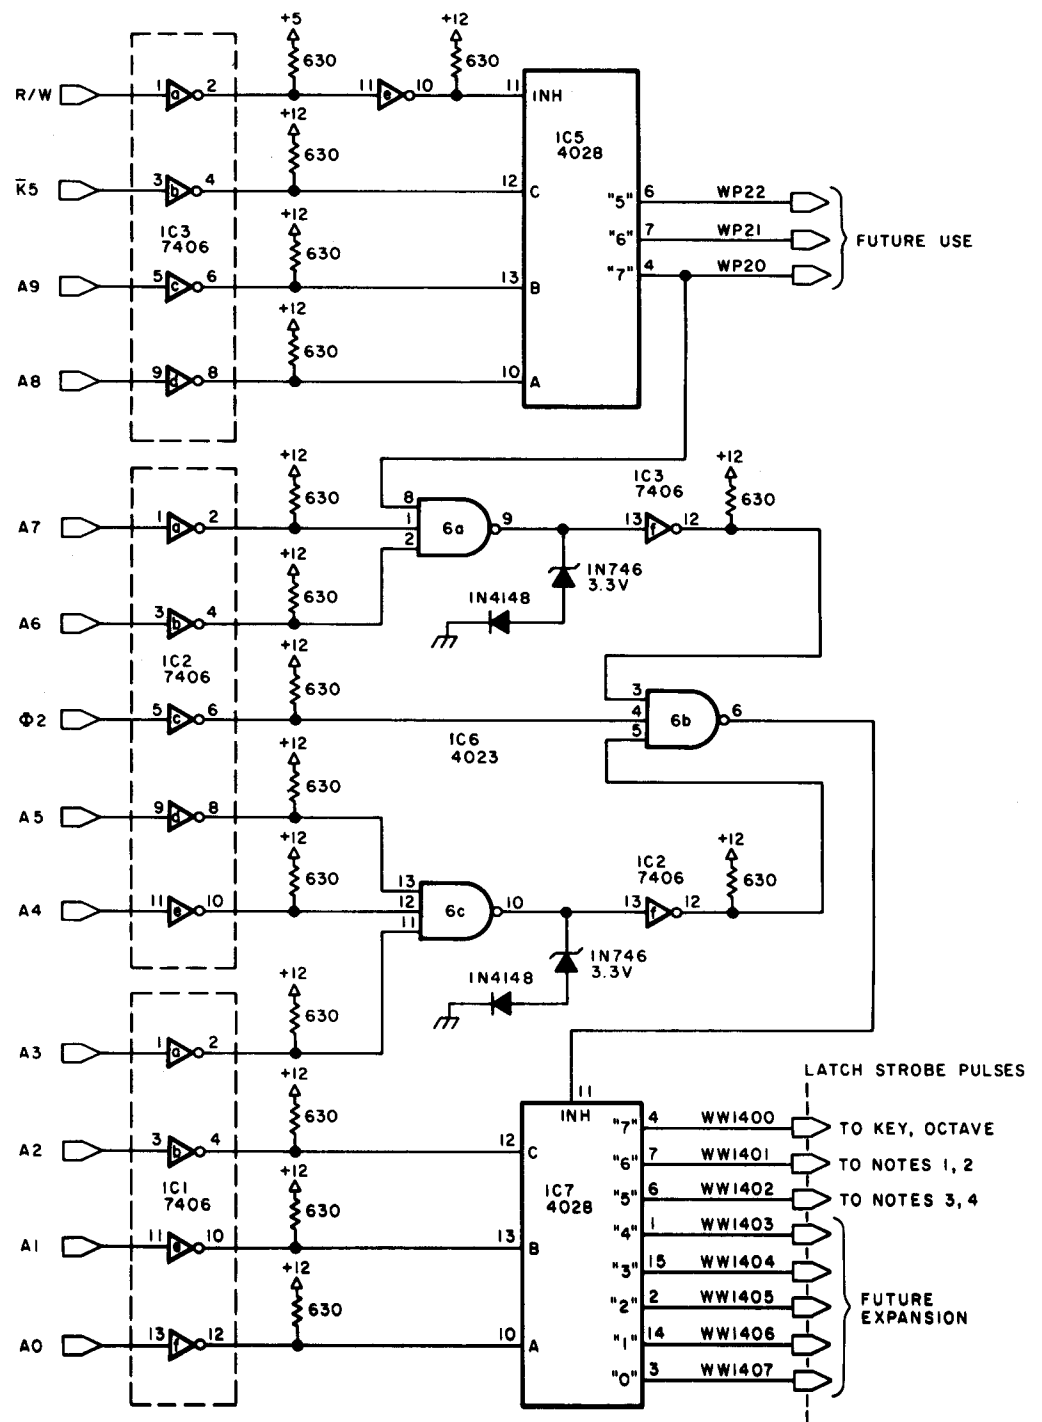 +5 +12
630 630
R/W 1 a 2 11 e 10 11 INH
+12
IC5
4028
630
K̅5 3 b 4 12 C "5" 6 WP22
+12
IC3
7406
"6" 7 WP21 FUTURE USE
630
A9 5 c 6 13 B "7" 4 WP20
+12
630
A8 9 d 8 10 A
+12 IC3 +12
7406
630 8 630
A7 1 a 2 1 6a 9 13 f 12
2
+12 1N746
3.3V
630 1N4148
A6 3 b 4
+12
IC2
7406
630 3
Φ2 5 c 6 4 6b 6
5
+12 IC6
4023
630
A5 9 d 8
+12 IC2 +12
7406
630 13 630
A4 11 e 10 12 6c 10 13 f 12
11
+12 1N746
3.3V
1N4148
630
A3 1 a 2
+12 LATCH STROBE PULSES
11
INH
630 "7" 4 WW1400 TO KEY, OCTAVE
A2 3 b 4 12 C
"6" 7 WW1401 TO NOTES 1, 2
+12
IC1
7406
IC7
4028
"5" 6 WW1402 TO NOTES 3, 4
630 "4" 1 WW1403
A1 11 e 10 13 B
+12 "3" 15 WW1404
630 "2" 2 WW1405 FUTURE
EXPANSION
A0 13 f 12 10 A "1" 14 WW1406
"0" 3 WW1407